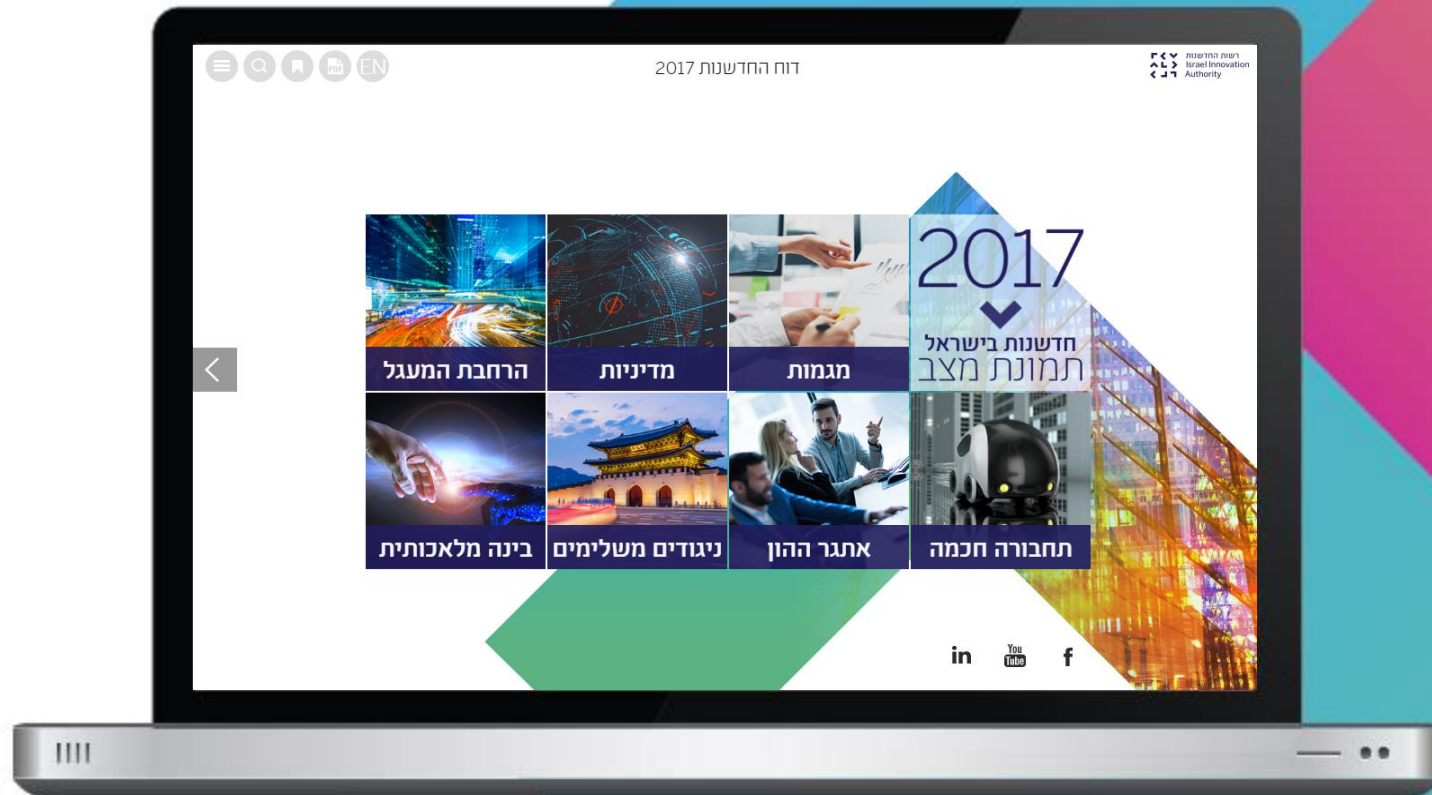 רשות החדשנות
Israel Innovation
Authority
דוח החדשנות 2017
EN
PDF
2017
חדשנות בישראל
תמונת מצב
מגמות
מדיניות
הרחבת המעגל
תחבורה חכמה
אתגר ההון
ניגודים משלימים
בינה מלאכותית
f
You
Tube
in